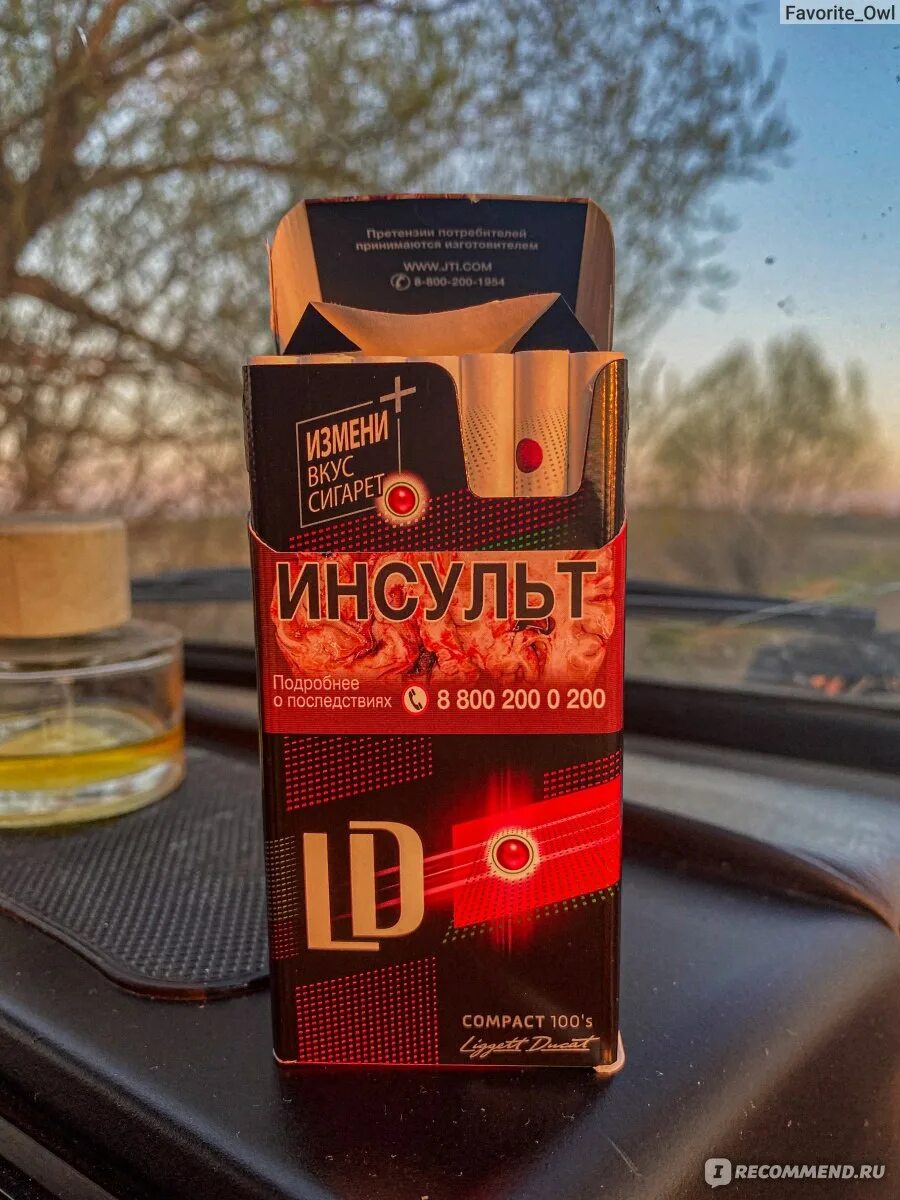 Favorite_Owl
Претензии потребителей
принимаются изготовителем
WWW.JTI.COM
8-800-200-1954
ИЗМЕНИ
ВКУС
СИГАРЕТ
ИНСУЛЬТ
Подробнее
о последствиях 8 800 200 0 200
LD
COMPACT 100's
Liggett Ducat
I RECOMMEND.RU